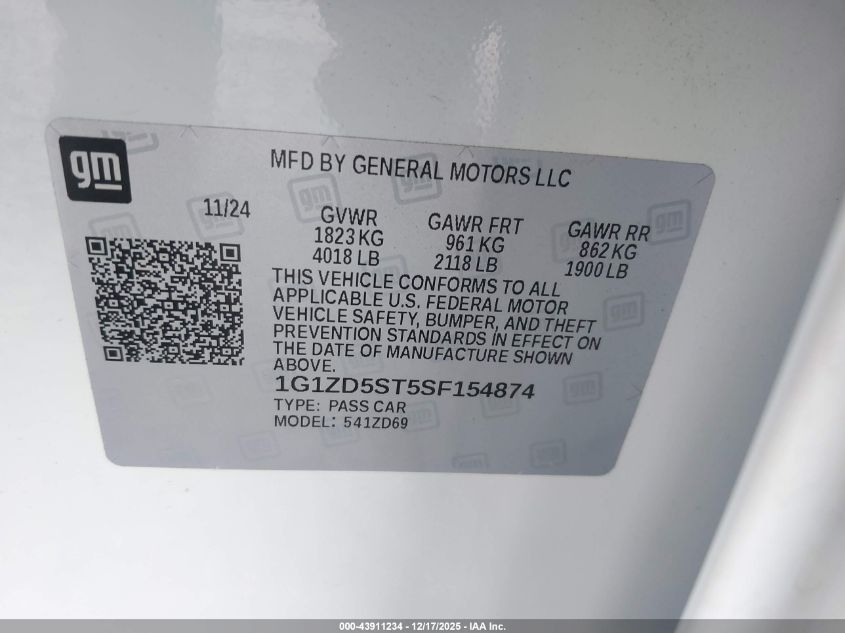 gm
MFD BY GENERAL MOTORS LLC
11/24
GVWR
1823 KG
4018 LB
GAWR FRT
961 KG
2118 LB
GAWR RR
862 KG
1900 LB
THIS VEHICLE CONFORMS TO ALL
APPLICABLE U.S. FEDERAL MOTOR
VEHICLE SAFETY, BUMPER, AND THEFT
PREVENTION STANDARDS IN EFFECT ON
THE DATE OF MANUFACTURE SHOWN
ABOVE.
1G1ZD5ST5SF154874
TYPE: PASS CAR
MODEL: 541ZD69
000-43911234 - 12/17/2025 - IAA Inc.